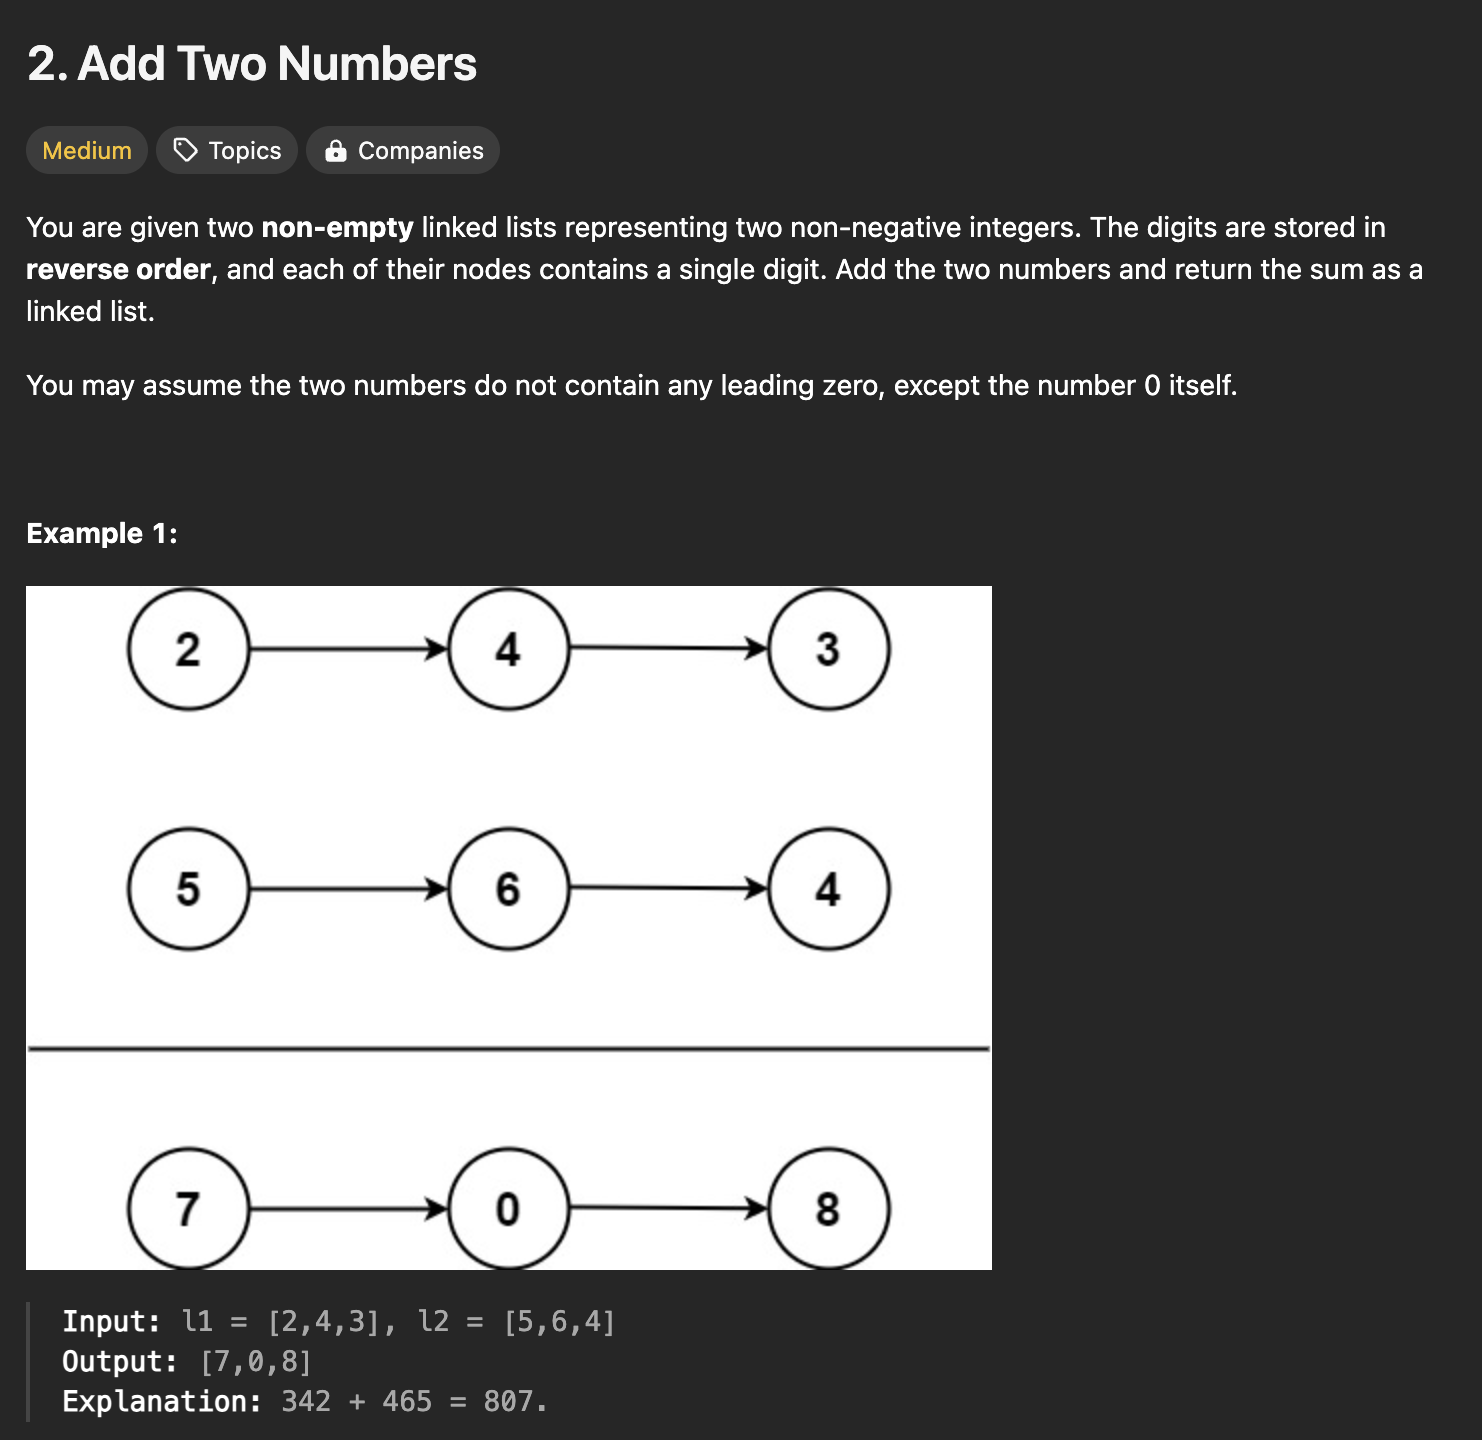 2. Add Two Numbers
Medium Topics Companies
You are given two non-empty linked lists representing two non-negative integers. The digits are stored in
reverse order, and each of their nodes contains a single digit. Add the two numbers and return the sum as a
linked list.
You may assume the two numbers do not contain any leading zero, except the number 0 itself.
Example 1:
2 4 3
5 6 4
7 0 8
Input: l1 = [2,4,3], l2 = [5,6,4]
Output: [7,0,8]
Explanation: 342 + 465 = 807.